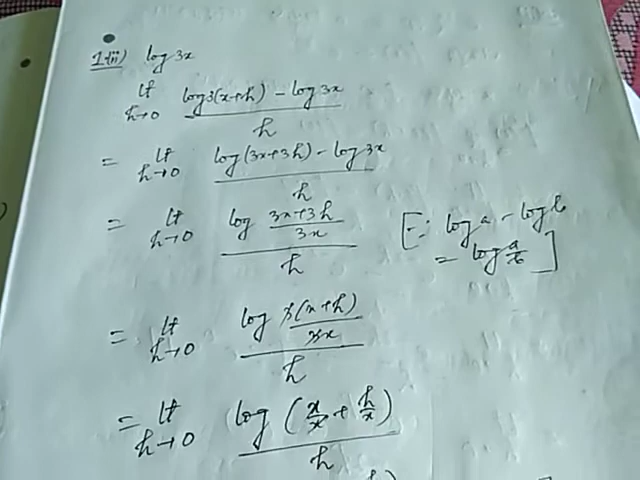 1. ii) log 3x
lt h→0 log 3(x+h) - log 3x / h
= lt h→0 log(3x+3h) - log 3x / h
= lt h→0 log (3x+3h / 3x) / h [∵ log a - log b
= log a/b ]
= lt h→0 log 3(x+h) / 3x / h
= lt h→0 log ( x/x + h/x ) / h